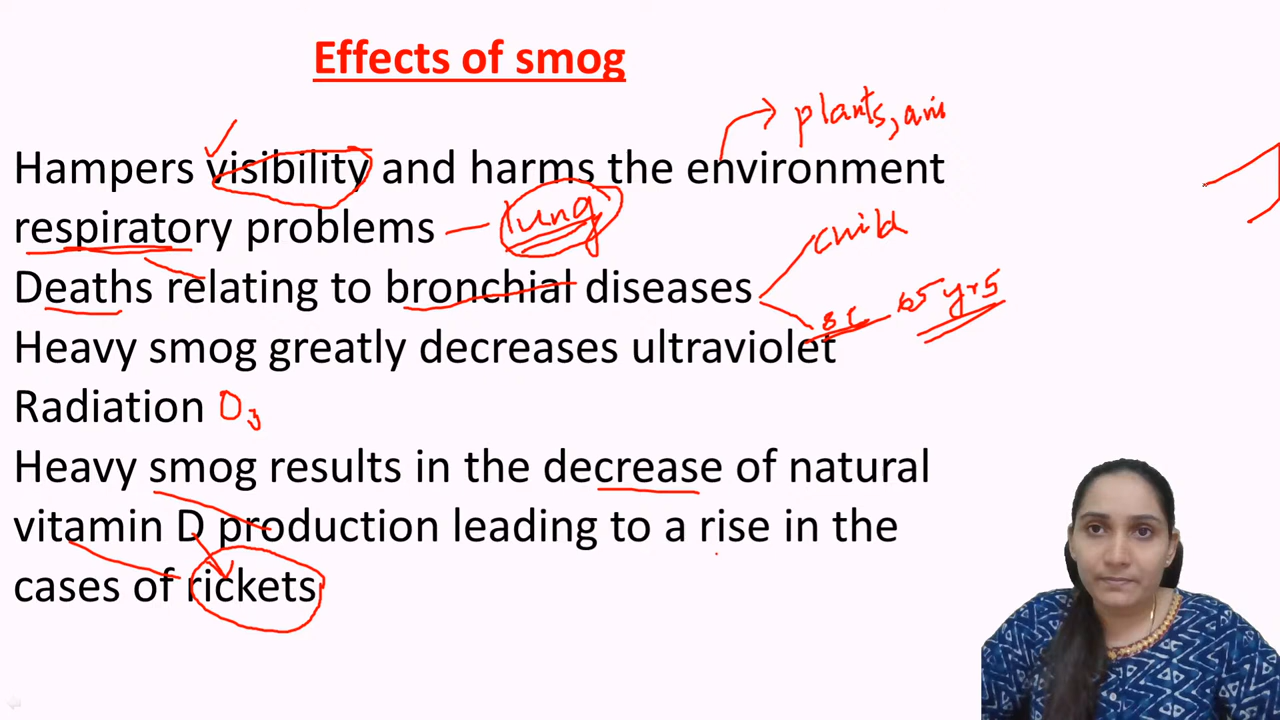 Effects of smog
plants, ani
Hampers visibility and harms the environment
respiratory problems – lung
child
Deaths relating to bronchial diseases
65 yrs
Heavy smog greatly decreases ultraviolet
Radiation O3
Heavy smog results in the decrease of natural
vitamin D production leading to a rise in the
cases of rickets